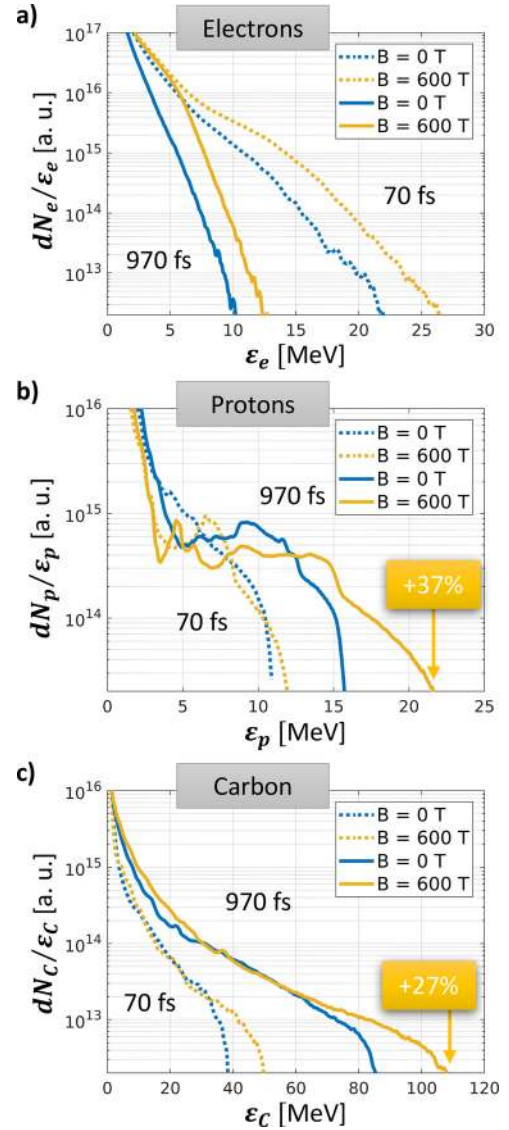 a)
Electrons
10^17
10^16
10^15
10^14
10^13
dN_e/ε_e [a. u.]
B = 0 T
B = 600 T
B = 0 T
B = 600 T
70 fs
970 fs
0 5 10 15 20 25 30
ε_e [MeV]
b)
Protons
10^16
10^15
10^14
dN_p/ε_p [a. u.]
B = 0 T
B = 600 T
B = 0 T
B = 600 T
970 fs
+37%
70 fs
0 5 10 15 20 25
ε_p [MeV]
c)
Carbon
10^16
10^15
10^14
10^13
dN_C/ε_C [a. u.]
B = 0 T
B = 600 T
B = 0 T
B = 600 T
970 fs
+27%
70 fs
0 20 40 60 80 100 120
ε_C [MeV]